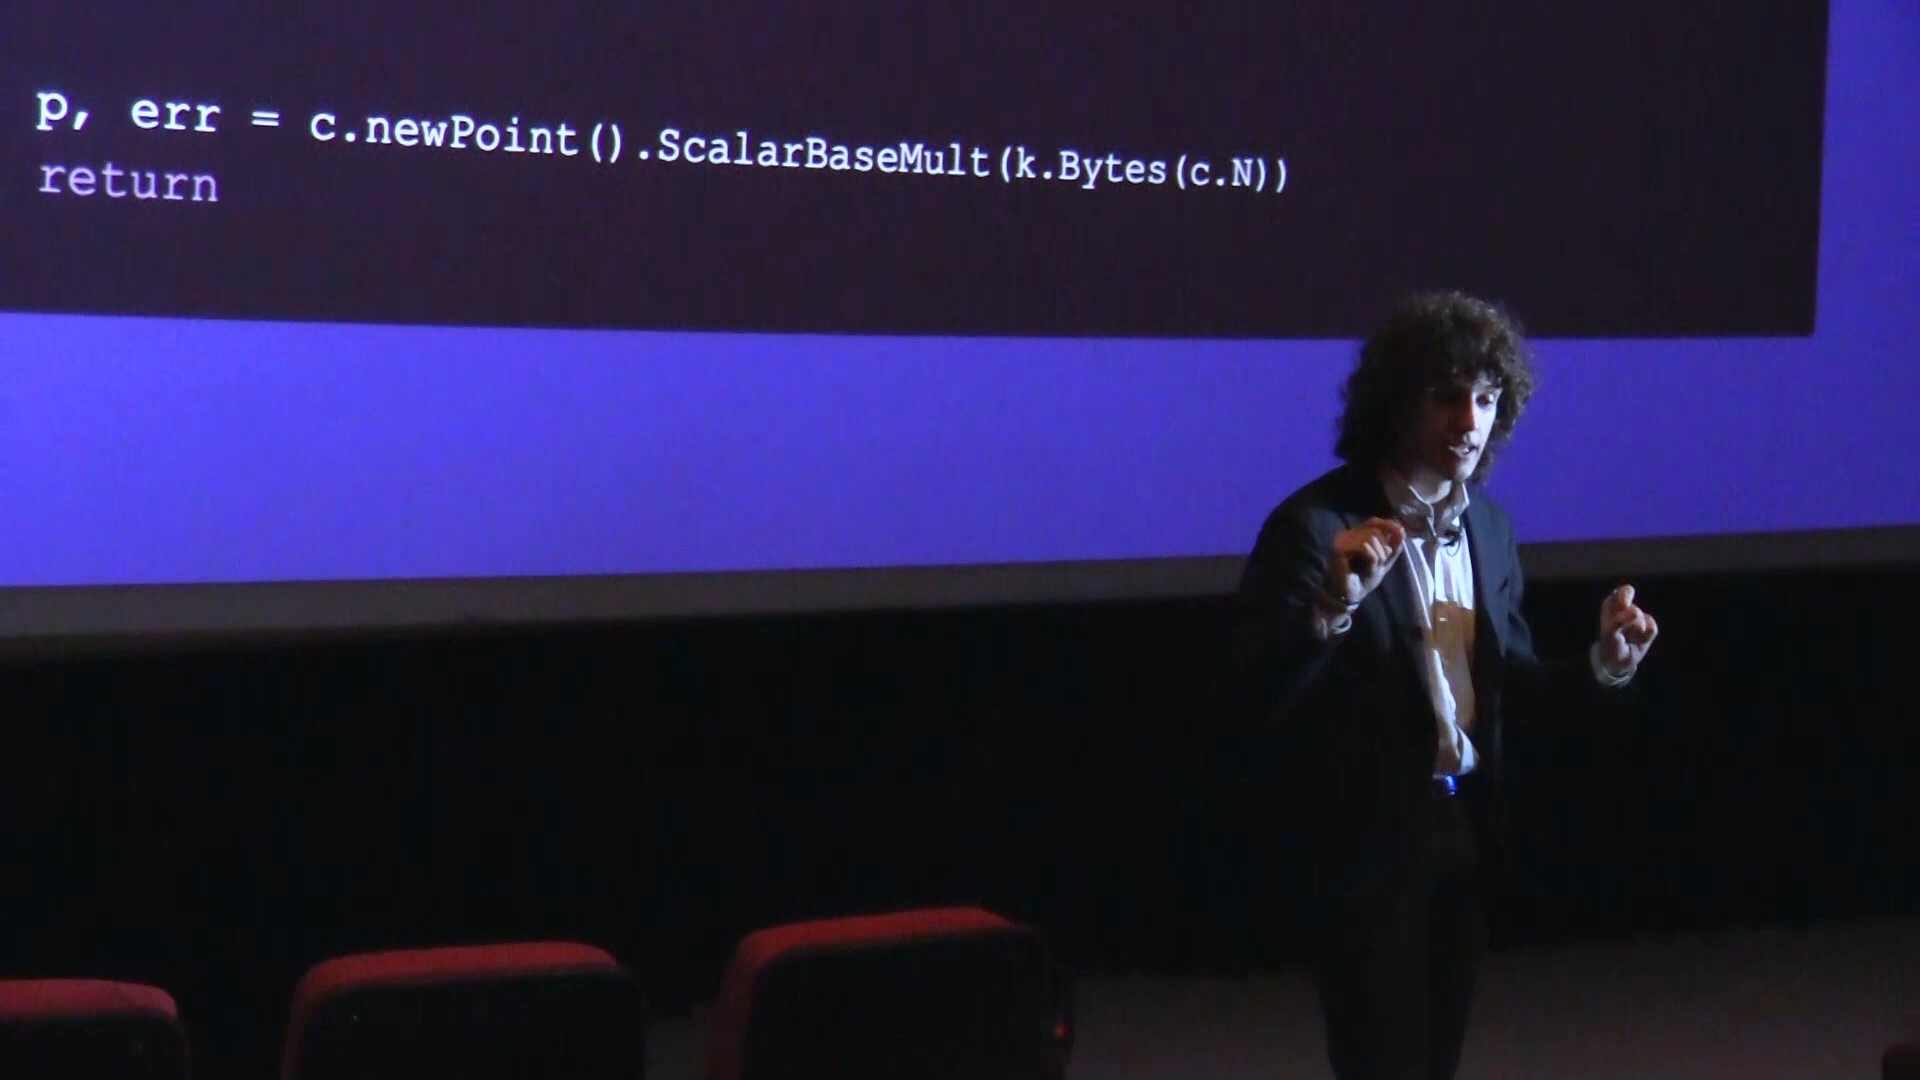 p, err = c.newPoint().ScalarBaseMult(k.Bytes(c.N))
return